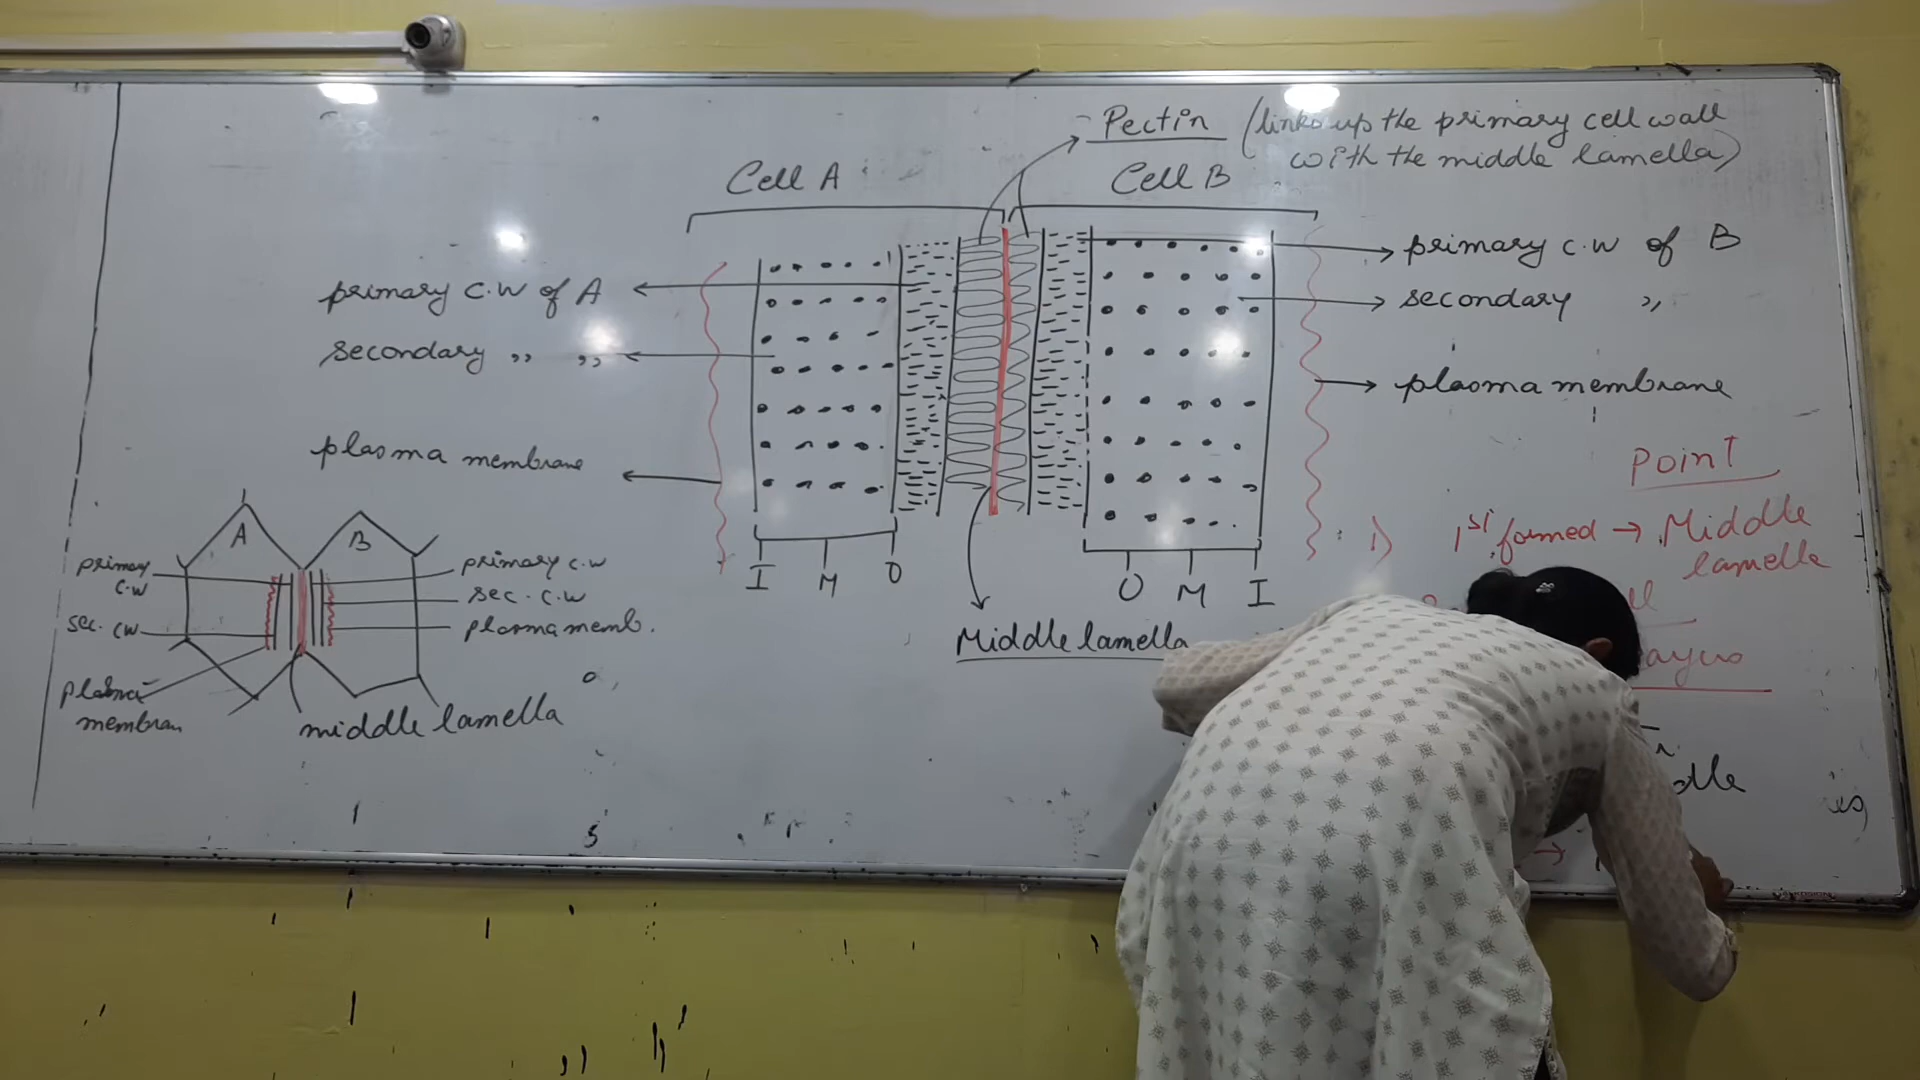 Pectin (links up the primary cell wall
with the middle lamella)
Cell A
Cell B
primary c.w of A
secondary ,, ,,
plasma membrane
primary c.w of B
secondary ,,
plasma membrane
I M O
O M I
Middle lamella
A
B
primary
c.w
sec. cw
plasma
membran
primary c.w
sec. c.w
plasma memb.
middle lamella
Point
1) 1st formed → Middle
lamella